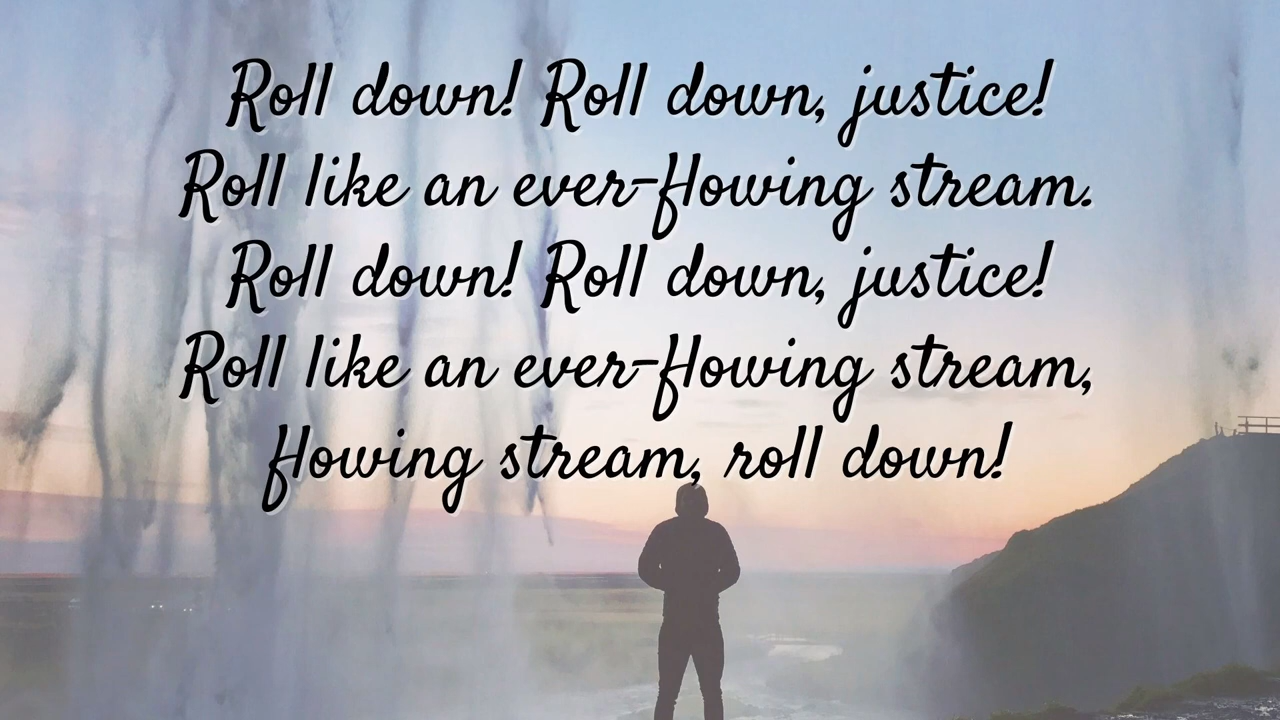 Roll down! Roll down, justice!
Roll like an ever-flowing stream.
Roll down! Roll down, justice!
Roll like an ever-flowing stream,
flowing stream, roll down!